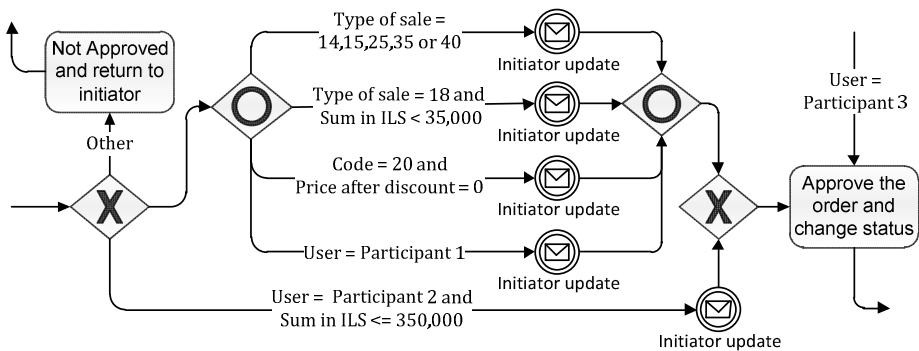 Type of sale =
14,15,25,35 or 40
Initiator update
Not Approved
and return to
initiator
Other
X
Type of sale = 18 and
Sum in ILS < 35,000
Initiator update
Code = 20 and
Price after discount = 0
Initiator update
User = Participant 1
Initiator update
User = Participant 2 and
Sum in ILS <= 350,000
Initiator update
X
User =
Participant 3
Approve the
order and
change status